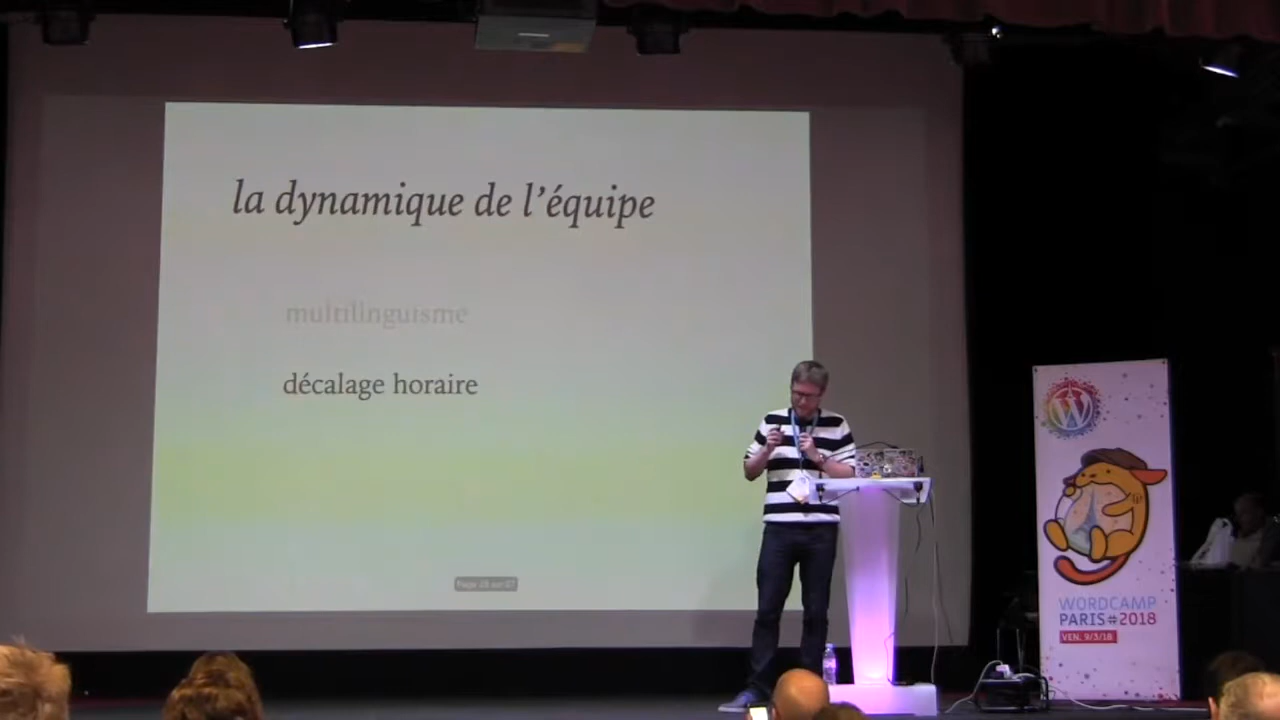 la dynamique de l'équipe
multilinguisme
décalage horaire
WORDCAMP
PARIS#2018
VEN. 9/3/18